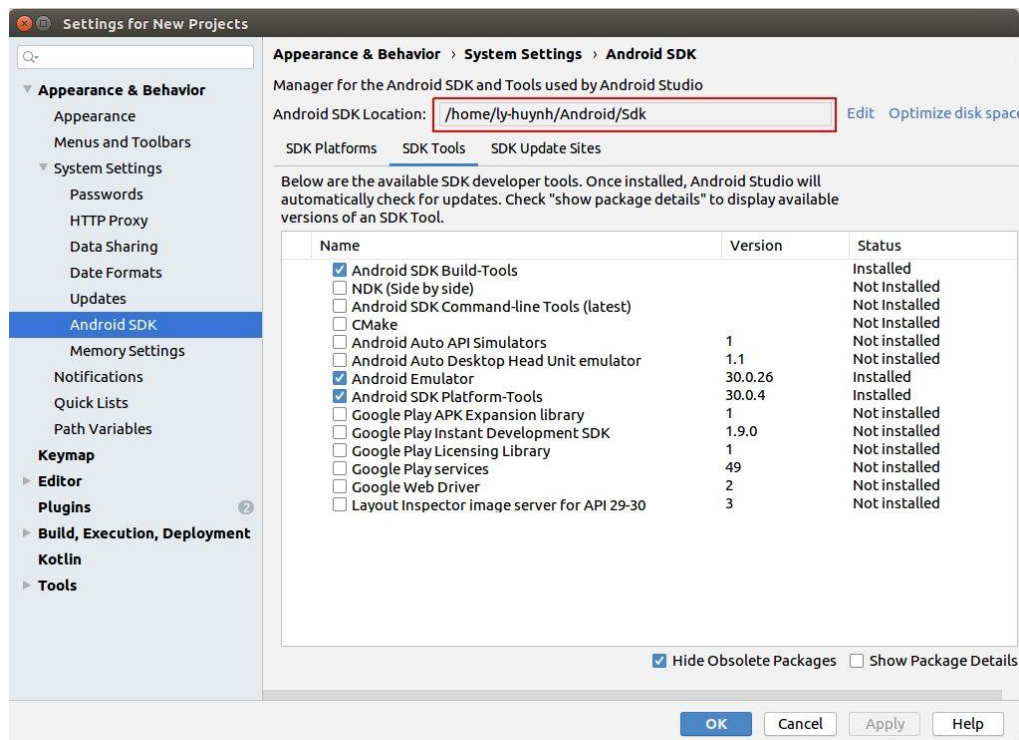 Settings for New Projects
Appearance & Behavior
Appearance
Menus and Toolbars
System Settings
Passwords
HTTP Proxy
Data Sharing
Date Formats
Updates
Android SDK
Memory Settings
Notifications
Quick Lists
Path Variables
Keymap
Editor
Plugins 2
Build, Execution, Deployment
Kotlin
Tools
Appearance & Behavior › System Settings › Android SDK
Manager for the Android SDK and Tools used by Android Studio
Android SDK Location: /home/ly-huynh/Android/Sdk Edit Optimize disk space
SDK Platforms SDK Tools SDK Update Sites
Below are the available SDK developer tools. Once installed, Android Studio will
automatically check for updates. Check "show package details" to display available
versions of an SDK Tool.
Name Version Status
Android SDK Build-Tools Installed
NDK (Side by side) Not Installed
Android SDK Command-line Tools (latest) Not Installed
CMake Not Installed
Android Auto API Simulators 1 Not installed
Android Auto Desktop Head Unit emulator 1.1 Not installed
Android Emulator 30.0.26 Installed
Android SDK Platform-Tools 30.0.4 Installed
Google Play APK Expansion library 1 Not installed
Google Play Instant Development SDK 1.9.0 Not installed
Google Play Licensing Library 1 Not installed
Google Play services 49 Not installed
Google Web Driver 2 Not installed
Layout Inspector image server for API 29-30 3 Not installed
Hide Obsolete Packages Show Package Details
OK Cancel Apply Help